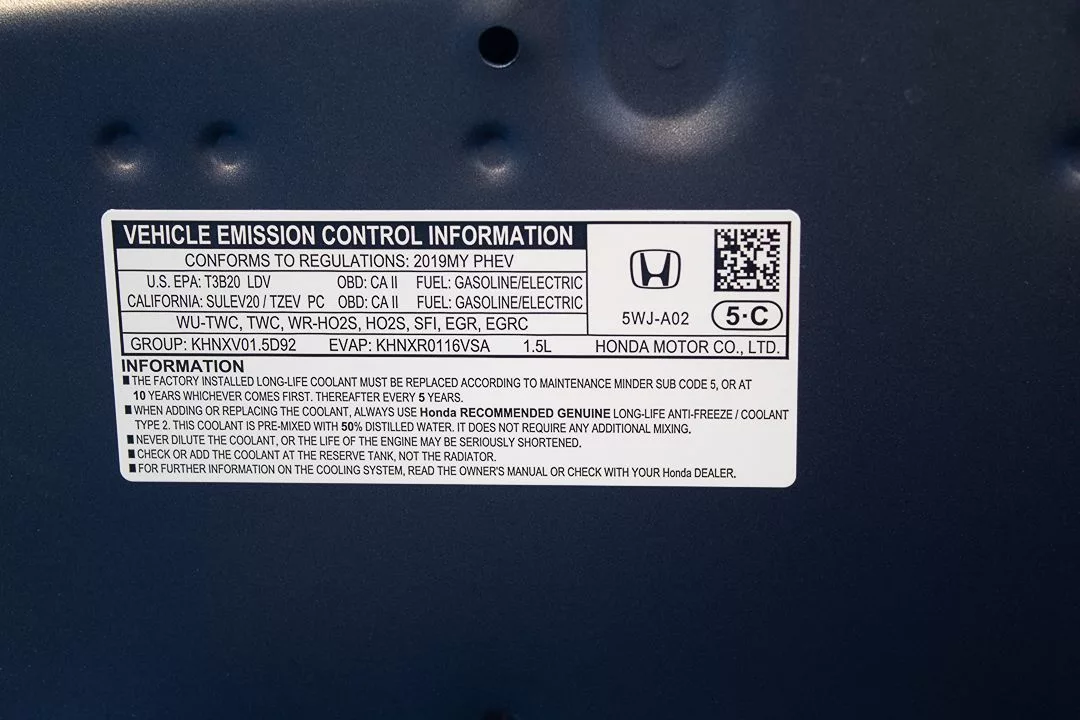 VEHICLE EMISSION CONTROL INFORMATION
CONFORMS TO REGULATIONS: 2019MY PHEV
U.S. EPA: T3B20 LDV OBD: CA II FUEL: GASOLINE/ELECTRIC
CALIFORNIA: SULEV20 / TZEV PC OBD: CA II FUEL: GASOLINE/ELECTRIC
WU-TWC, TWC, WR-HO2S, HO2S, SFI, EGR, EGRC
5WJ-A02 5·C
GROUP: KHNXV01.5D92 EVAP: KHNXR0116VSA 1.5L HONDA MOTOR CO., LTD.
INFORMATION
■ THE FACTORY INSTALLED LONG-LIFE COOLANT MUST BE REPLACED ACCORDING TO MAINTENANCE MINDER SUB CODE 5, OR AT
10 YEARS WHICHEVER COMES FIRST. THEREAFTER EVERY 5 YEARS.
■ WHEN ADDING OR REPLACING THE COOLANT, ALWAYS USE Honda RECOMMENDED GENUINE LONG-LIFE ANTI-FREEZE / COOLANT
TYPE 2. THIS COOLANT IS PRE-MIXED WITH 50% DISTILLED WATER. IT DOES NOT REQUIRE ANY ADDITIONAL MIXING.
■ NEVER DILUTE THE COOLANT, OR THE LIFE OF THE ENGINE MAY BE SERIOUSLY SHORTENED.
■ CHECK OR ADD THE COOLANT AT THE RESERVE TANK, NOT THE RADIATOR.
■ FOR FURTHER INFORMATION ON THE COOLING SYSTEM, READ THE OWNER'S MANUAL OR CHECK WITH YOUR Honda DEALER.